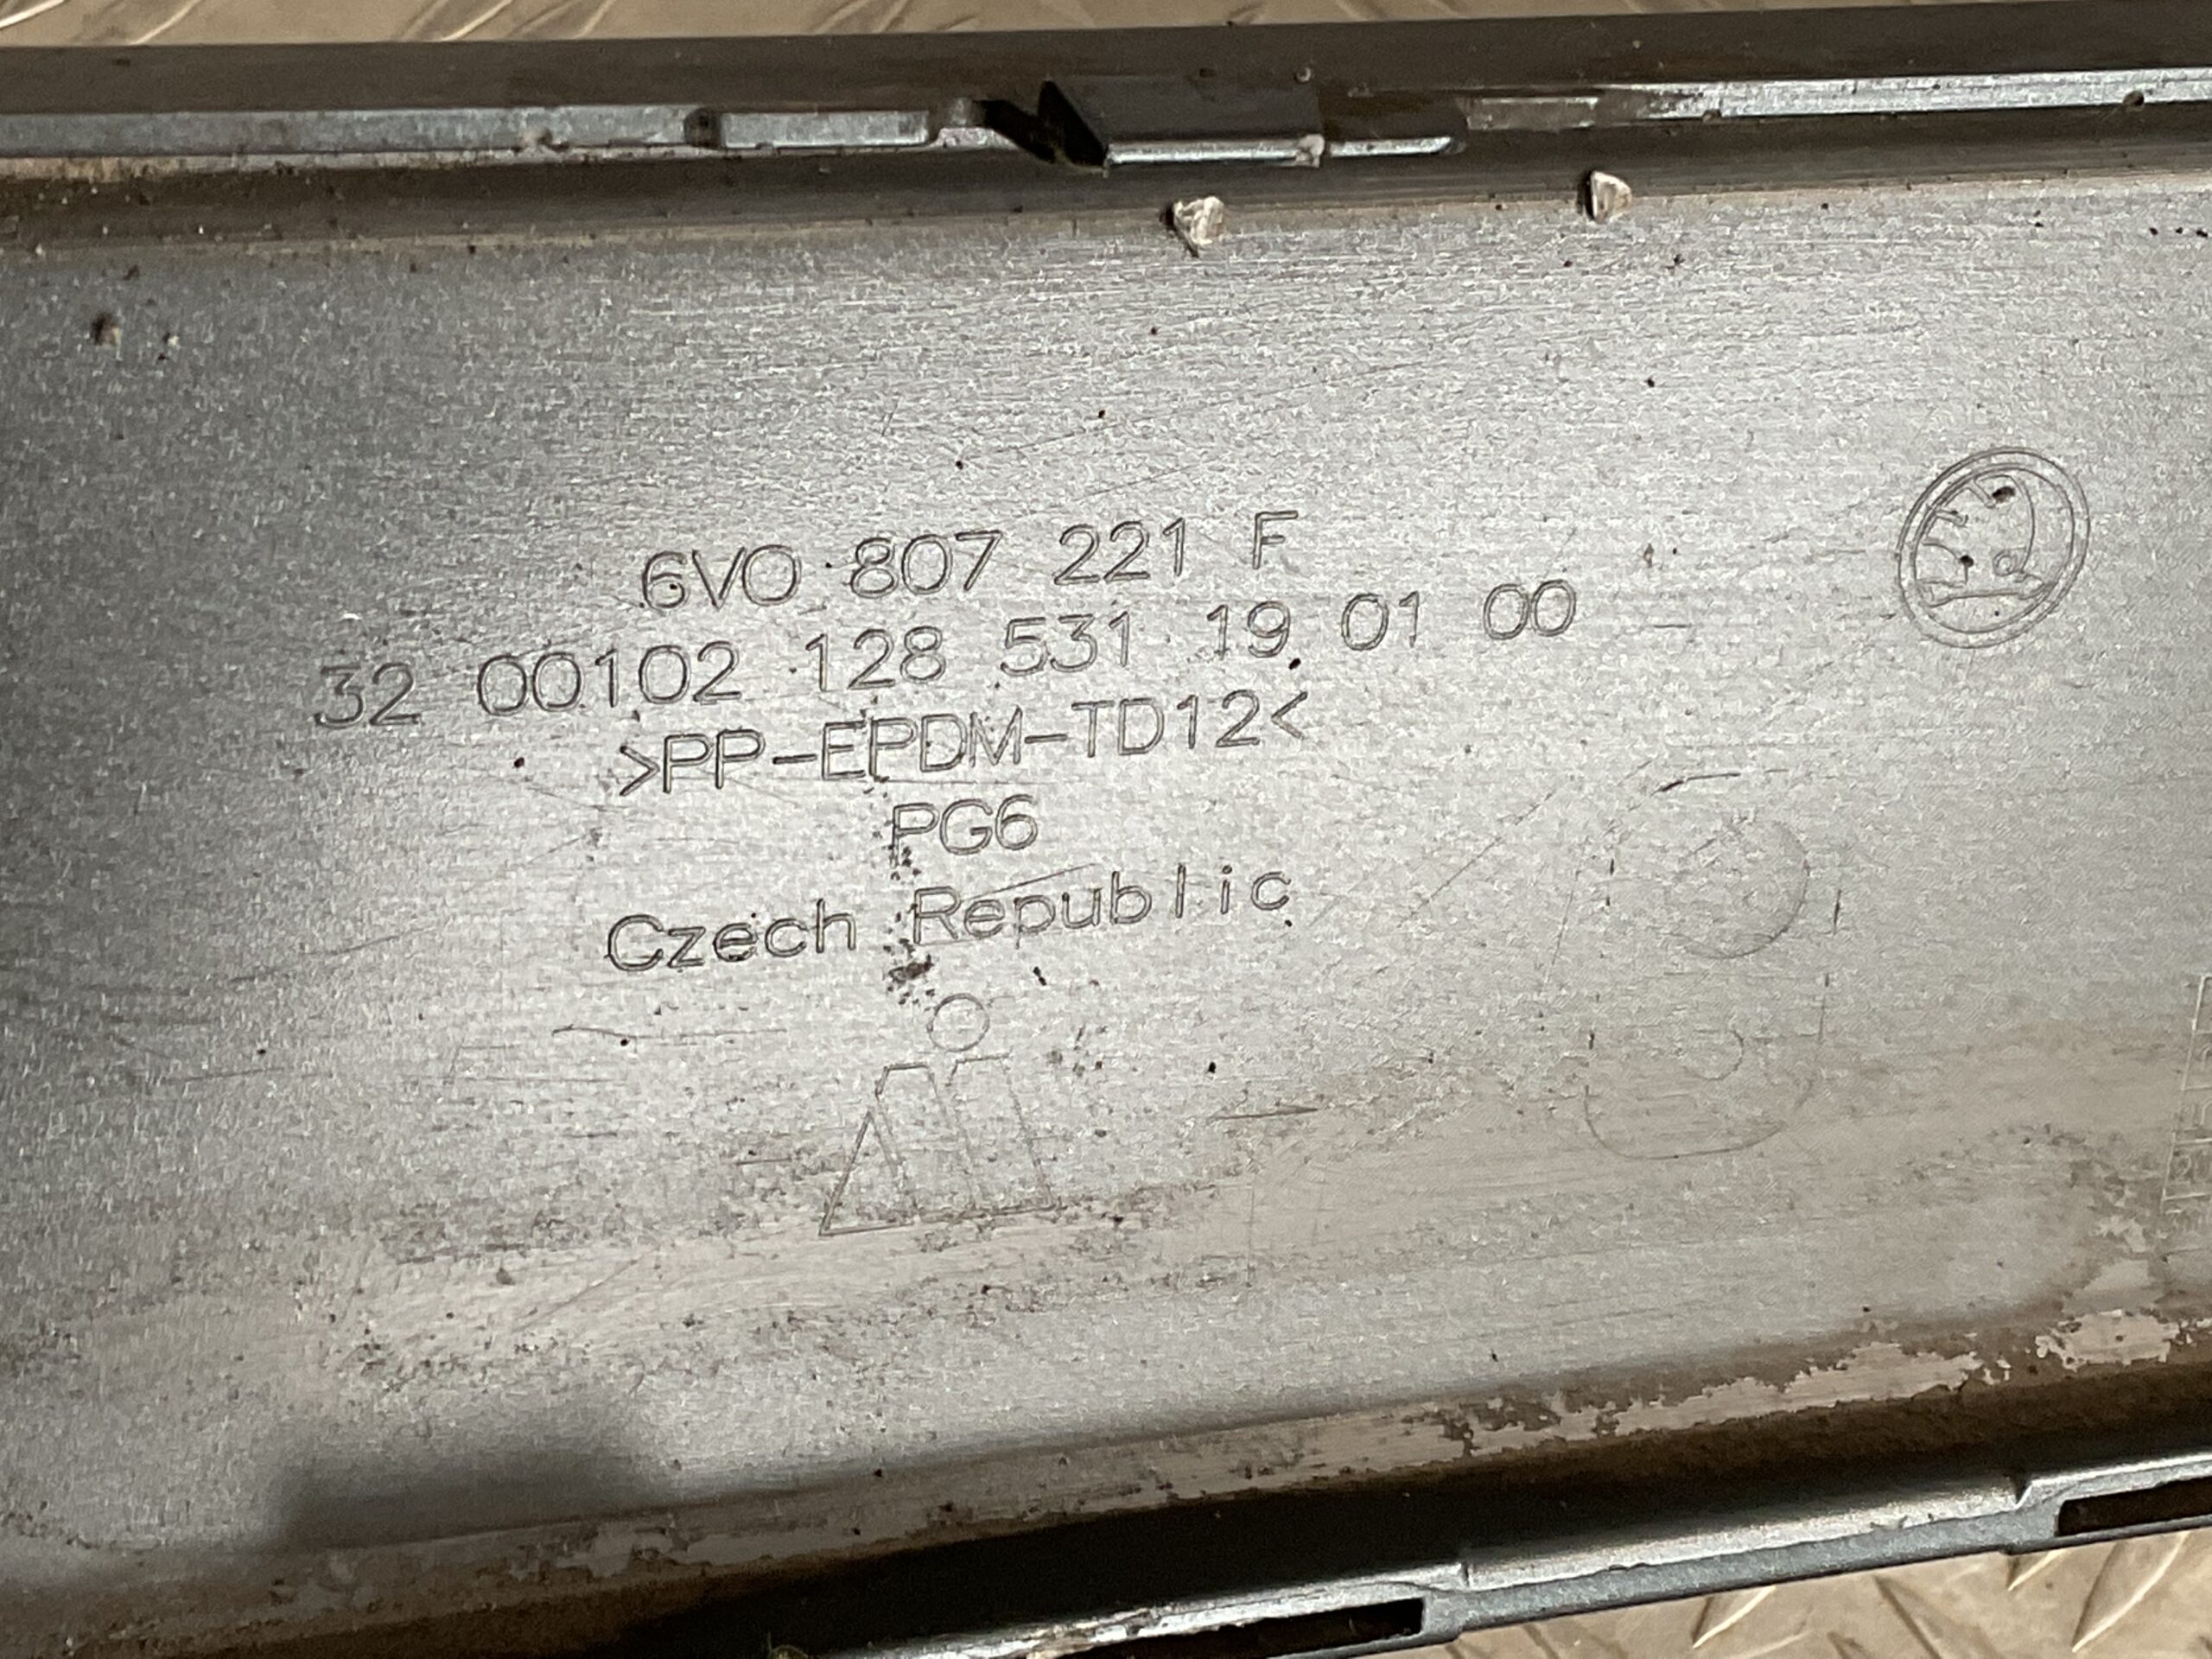 6V0 807 221 F
32 00102 128 531 19 01 00
>PP-EPDM-TD12<
PG6
Czech Republic